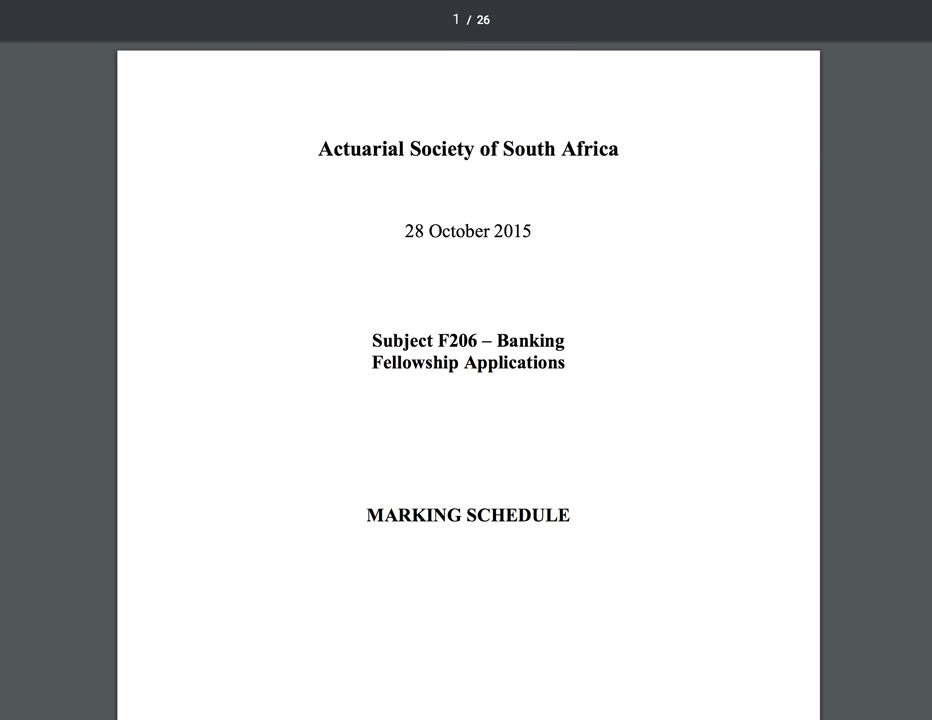 1 / 26
Actuarial Society of South Africa
28 October 2015
Subject F206 – Banking
Fellowship Applications
MARKING SCHEDULE